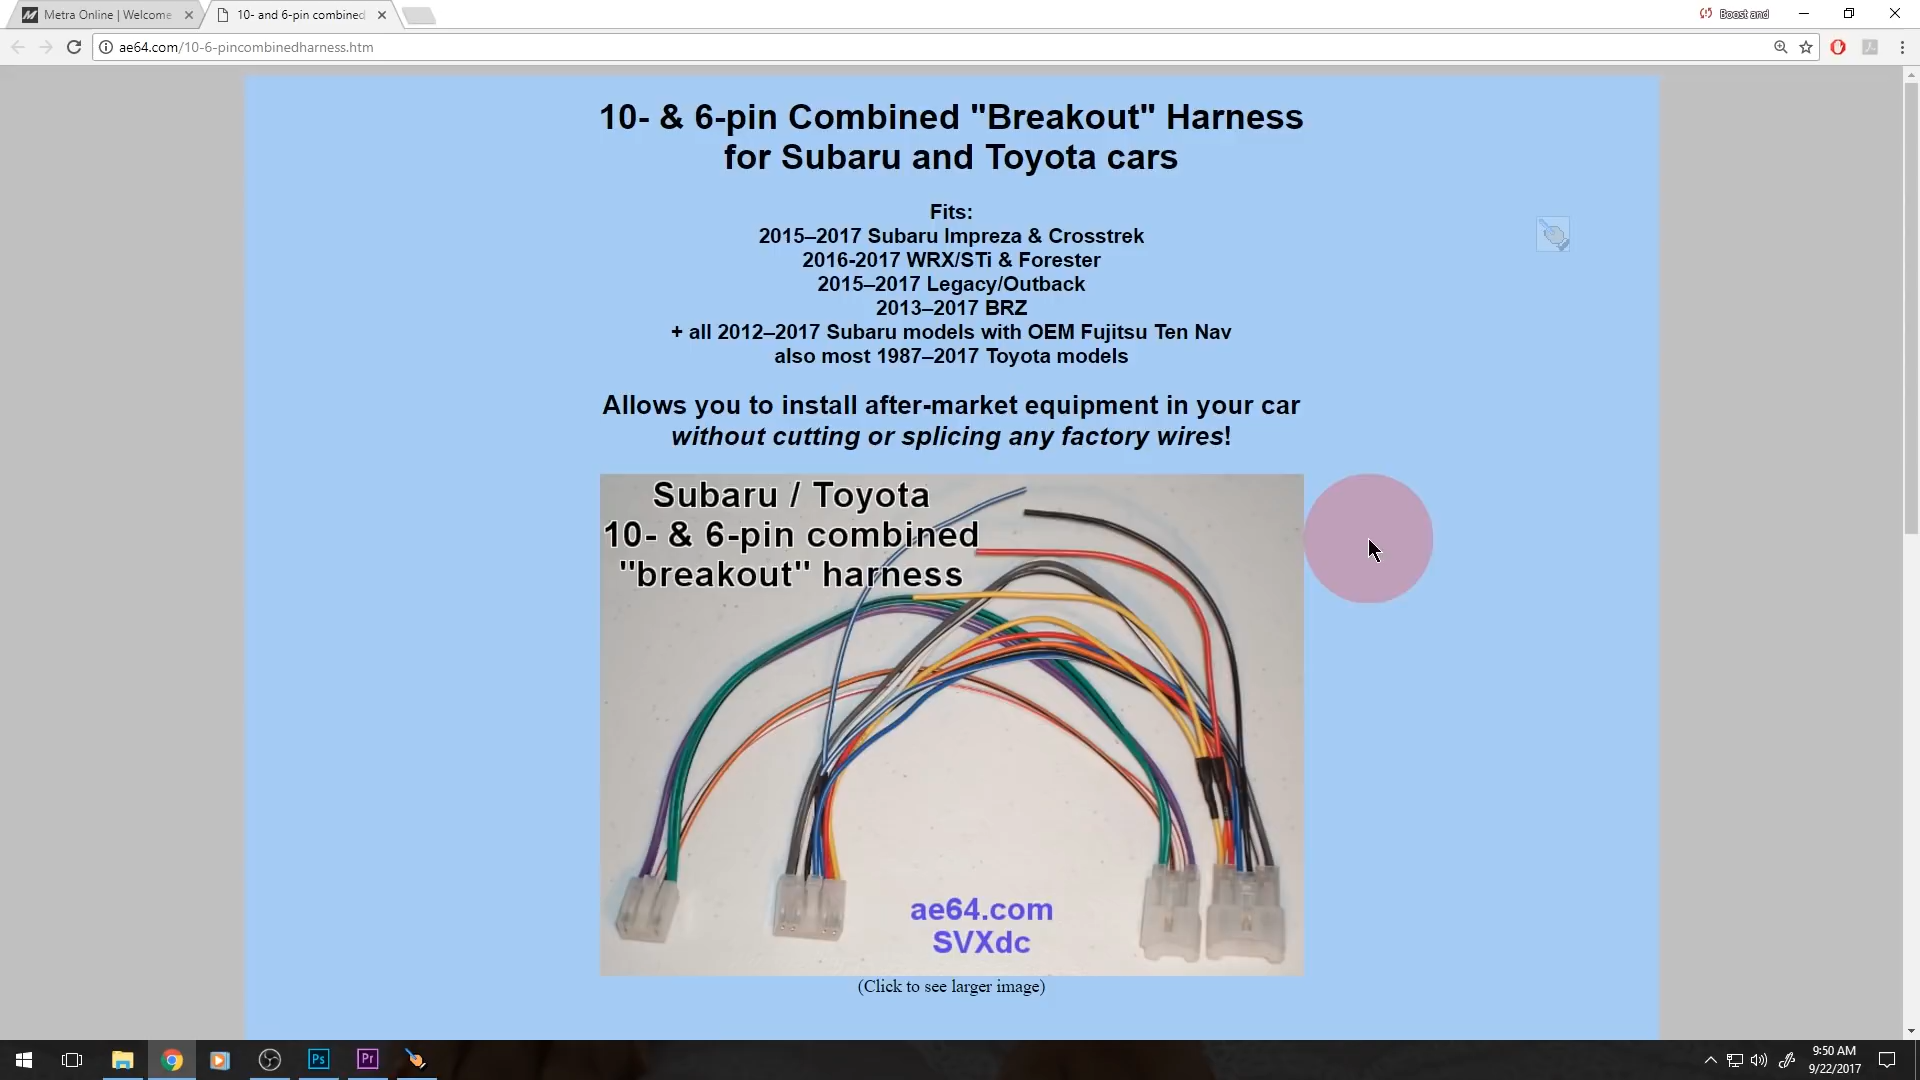 Metra Online | Welcome
10- and 6-pin combined
Boost and
ae64.com/10-6-pincombinedharness.htm
10- & 6-pin Combined "Breakout" Harness
for Subaru and Toyota cars
Fits:
2015–2017 Subaru Impreza & Crosstrek
2016-2017 WRX/STi & Forester
2015–2017 Legacy/Outback
2013–2017 BRZ
+ all 2012–2017 Subaru models with OEM Fujitsu Ten Nav
also most 1987–2017 Toyota models
Allows you to install after-market equipment in your car
without cutting or splicing any factory wires!
Subaru / Toyota
10- & 6-pin combined
"breakout" harness
ae64.com
SVXdc
(Click to see larger image)
Ps
Pr
9:50 AM
9/22/2017